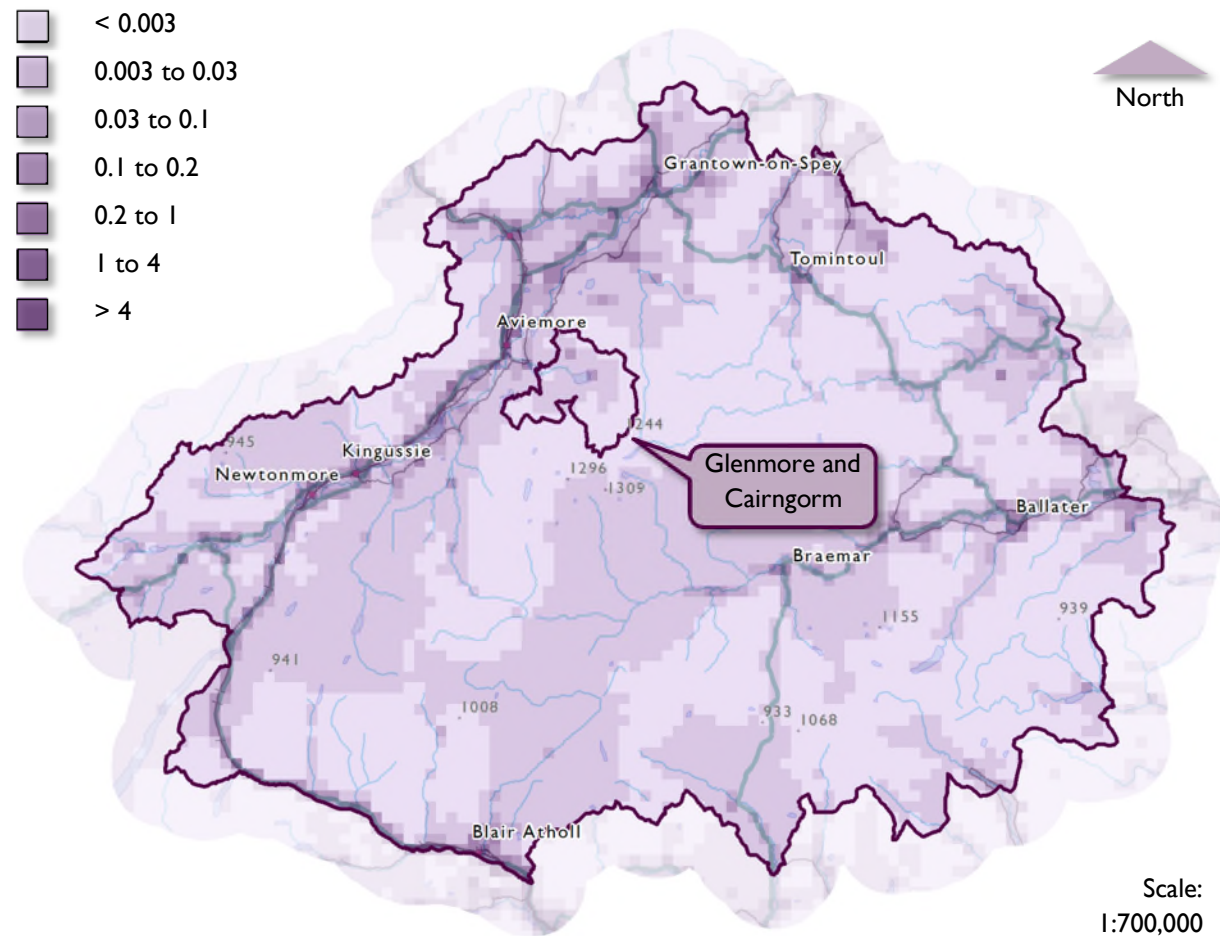 < 0.003
0.003 to 0.03
0.03 to 0.1
0.1 to 0.2
0.2 to 1
1 to 4
> 4
North
Grantown-on-Spey
Tomintoul
Aviemore
1244
945
Kingussie
Newtonmore
1296
1309
Glenmore and
Cairngorm
Ballater
Braemar
1155
939
941
1008
933
1068
Blair Atholl
Scale:
1:700,000